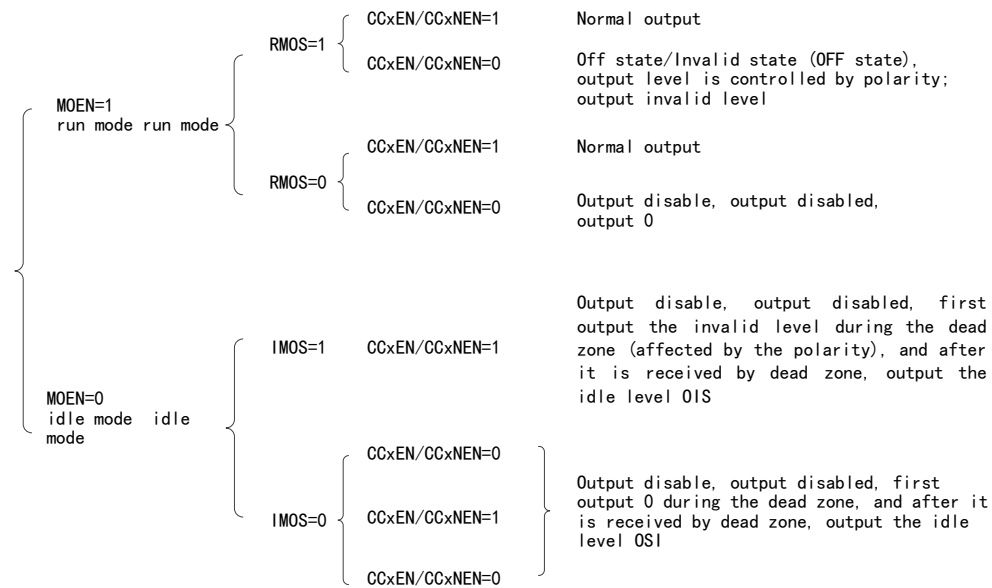 CCxEN/CCxNEN=1 Normal output
RMOS=1
CCxEN/CCxNEN=0 Off state/Invalid state (OFF state),
output level is controlled by polarity;
output invalid level
MOEN=1
run mode run mode
CCxEN/CCxNEN=1 Normal output
RMOS=0
CCxEN/CCxNEN=0 Output disable, output disabled,
output 0
Output disable, output disabled, first
output the invalid level during the dead
IMOS=1 CCxEN/CCxNEN=1 zone (affected by the polarity), and after
it is received by dead zone, output the
idle level OIS
MOEN=0
idle mode idle
mode
CCxEN/CCxNEN=0
Output disable, output disabled, first
output 0 during the dead zone, and after it
IMOS=0 CCxEN/CCxNEN=1 is received by dead zone, output the idle
level OSI
CCxEN/CCxNEN=0